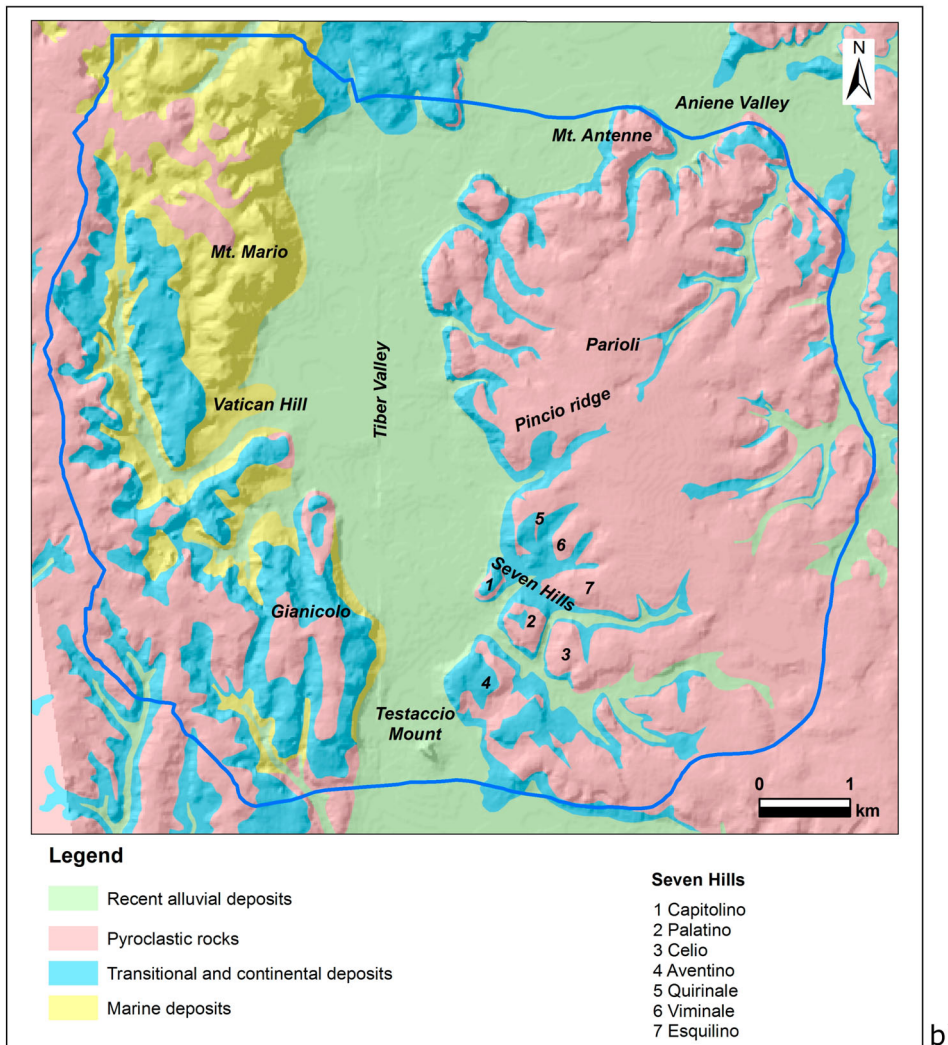 N
Aniene Valley
Mt. Antenne
Mt. Mario
Parioli
Tiber Valley
Vatican Hill
Pincio ridge
5
6
Seven Hills
1
7
Gianicolo
2
3
4
Testaccio
Mount
0 1
km
Legend
Recent alluvial deposits
Pyroclastic rocks
Transitional and continental deposits
Marine deposits
Seven Hills
1 Capitolino
2 Palatino
3 Celio
4 Aventino
5 Quirinale
6 Viminale
7 Esquilino
b